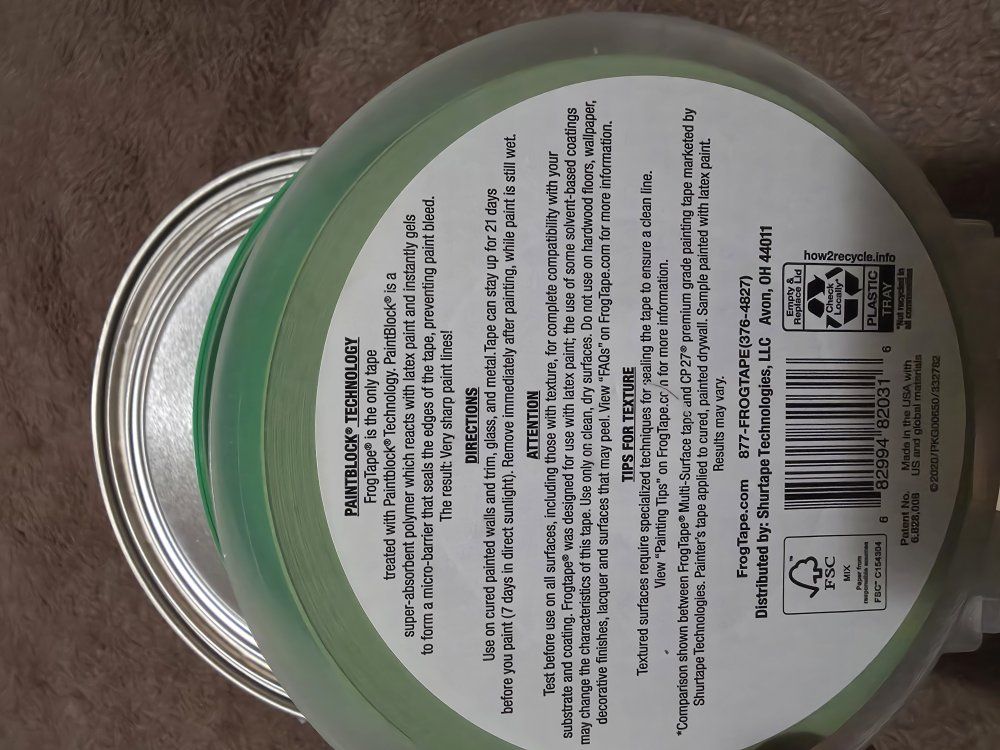 PAINTBLOCK® TECHNOLOGY
FrogTape® is the only tape
treated with Paintblock® Technology. PaintBlock® is a
super-absorbent polymer which reacts with latex paint and instantly gels
to form a micro-barrier that seals the edges of the tape, preventing paint bleed.
The result: Very sharp paint lines!
DIRECTIONS
Use on cured painted walls and trim, glass, and metal. Tape can stay up for 21 days
before you paint (7 days in direct sunlight). Remove immediately after painting, while paint is still wet.
ATTENTION
Test before use on all surfaces, including those with texture, for complete compatibility with your
substrate and coating. Frogtape® was designed for use with latex paint; the use of some solvent-based coatings
may change the characteristics of this tape. Use only on clean, dry surfaces. Do not use on hardwood floors, wallpaper,
decorative finishes, lacquer and surfaces that may peel. View "FAQs" on FrogTape.com for more information.
TIPS FOR TEXTURE
Textured surfaces require specialized techniques for sealing the tape to ensure a clean line.
View "Painting Tips" on FrogTape.com for more information.
*Comparison shown between FrogTape® Multi-Surface tape and CP 27® premium grade painting tape marketed by
Shurtape Technologies. Painter's tape applied to cured, painted drywall. Sample painted with latex paint.
Results may vary.
FrogTape.com 877-FROGTAPE(376-4827)
Distributed by: Shurtape Technologies, LLC Avon, OH 44011
FSC
MIX
Paper from
responsible sources
FSC™ C154304
6 82994 82031 6
Empty &
Replace Lid
Check
Locally*
PLASTIC
TRAY
*Not recycled in
all communities
how2recycle.info
Patent No.
6,828,008
Made in the USA with
US and global materials
©2020/PKG000650/332782